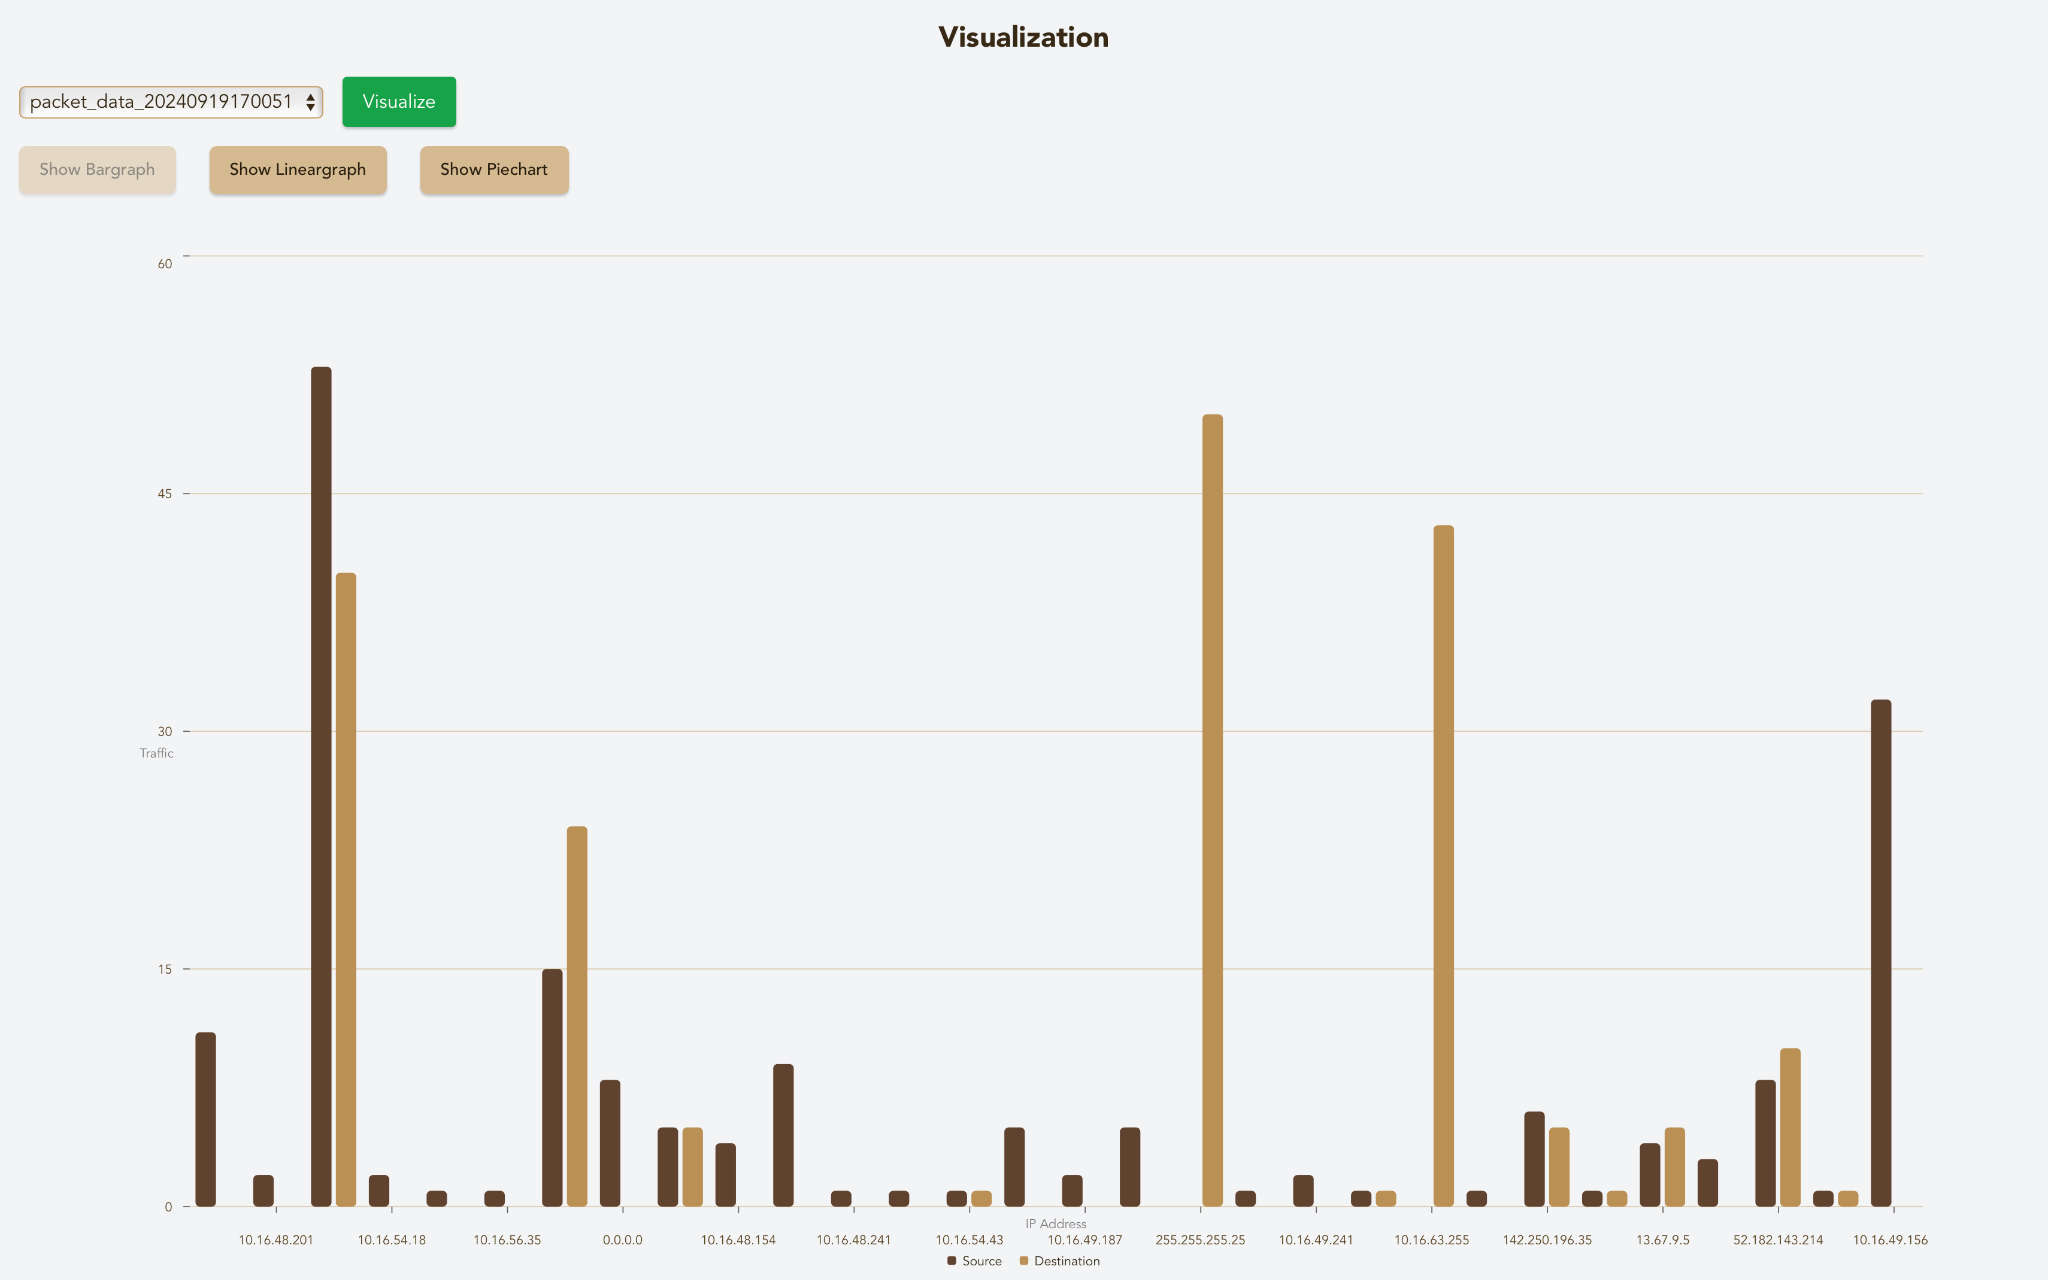 Visualization
packet_data_20240919170051
Visualize
Show Bargraph
Show Lineargraph
Show Piechart
60
45
30
Traffic
15
0
IP Address
10.16.48.201
10.16.54.18
10.16.56.35
0.0.0.0
10.16.48.154
10.16.48.241
10.16.54.43
10.16.49.187
255.255.255.25
10.16.49.241
10.16.63.255
142.250.196.35
13.67.9.5
52.182.143.214
10.16.49.156
Source
Destination